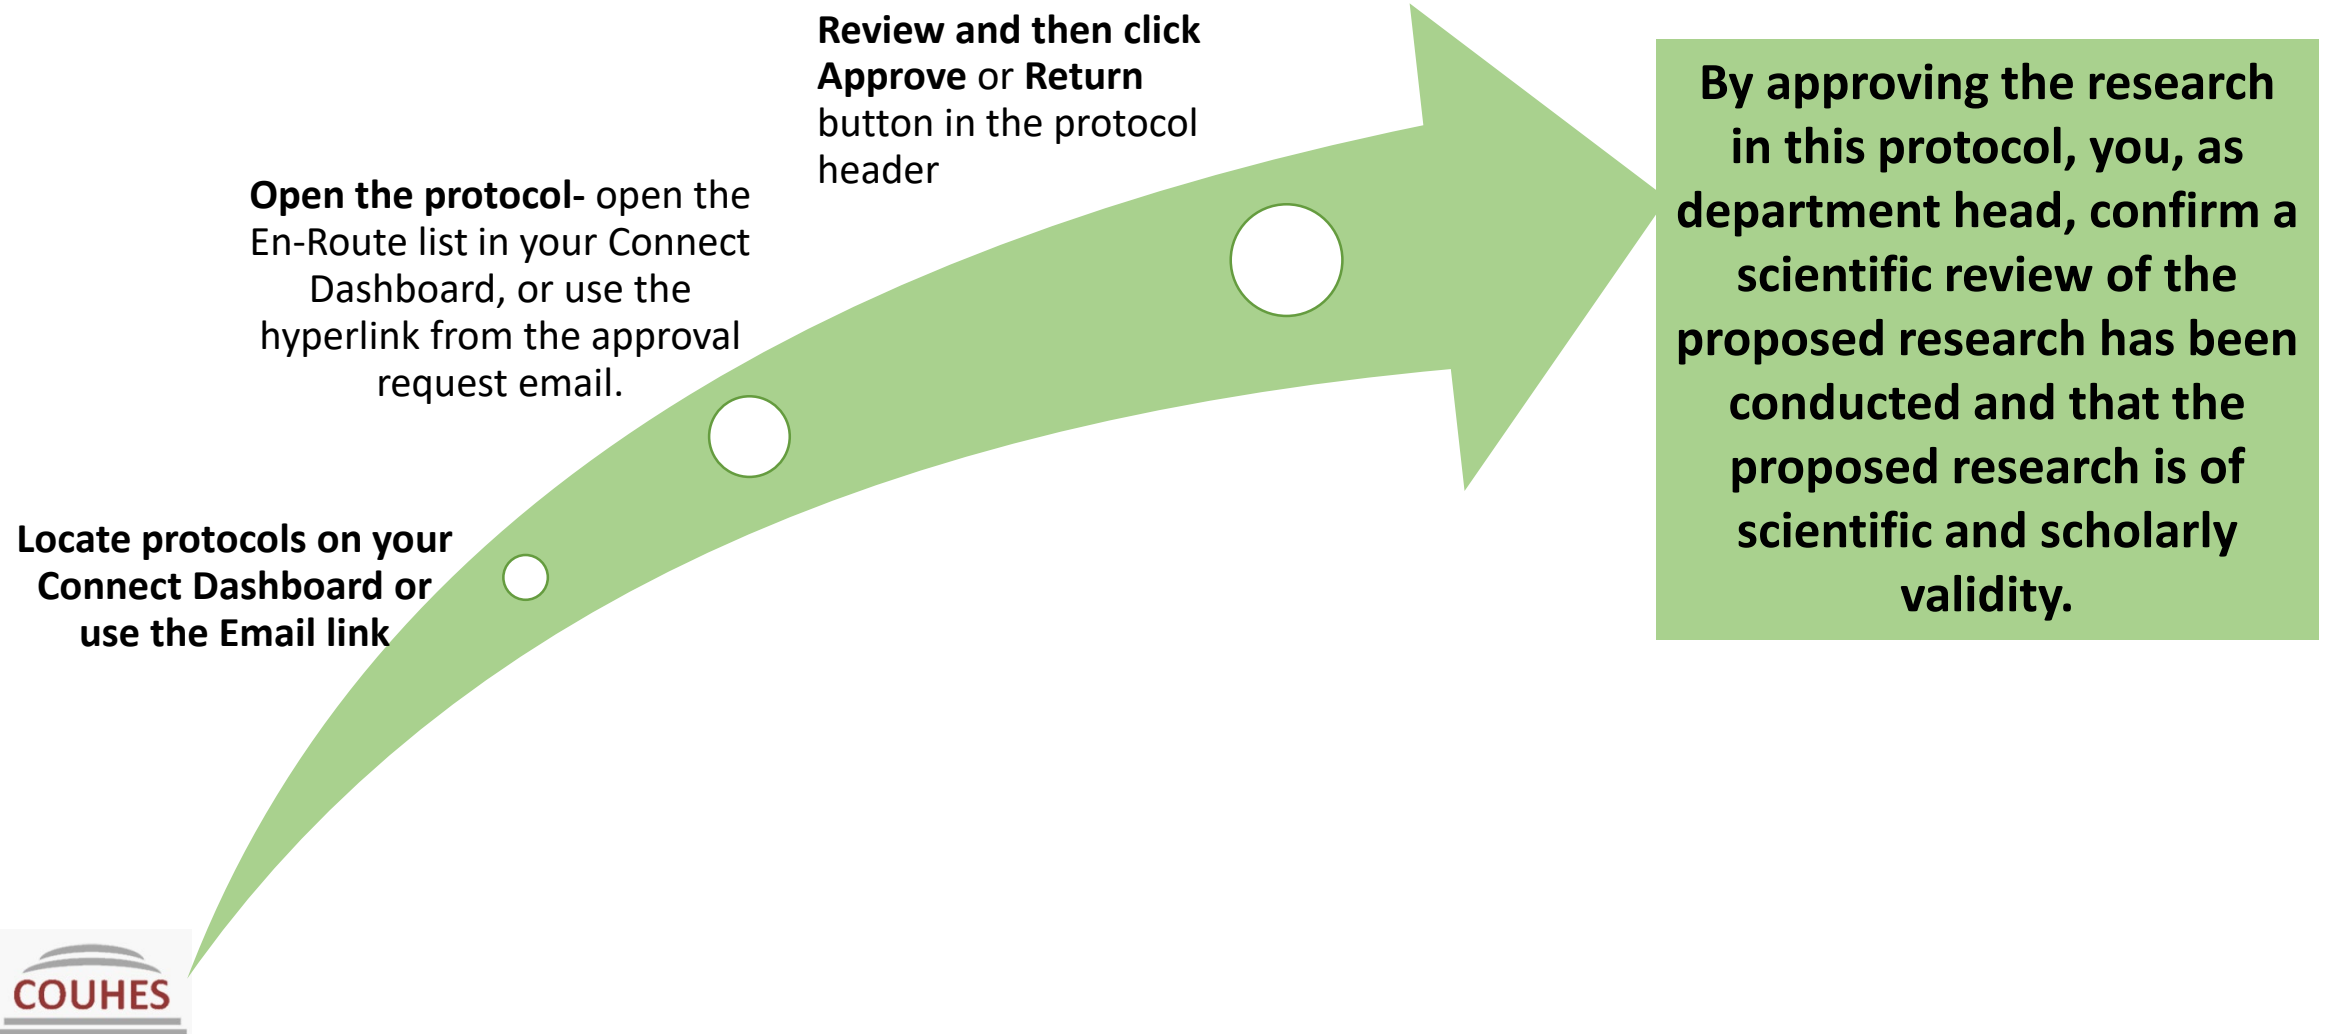 Locate protocols on your
Connect Dashboard or
use the Email link
Open the protocol- open the
En-Route list in your Connect
Dashboard, or use the
hyperlink from the approval
request email.
Review and then click
Approve or Return
button in the protocol
header
By approving the research
in this protocol, you, as
department head, confirm a
scientific review of the
proposed research has been
conducted and that the
proposed research is of
scientific and scholarly
validity.
COUHES